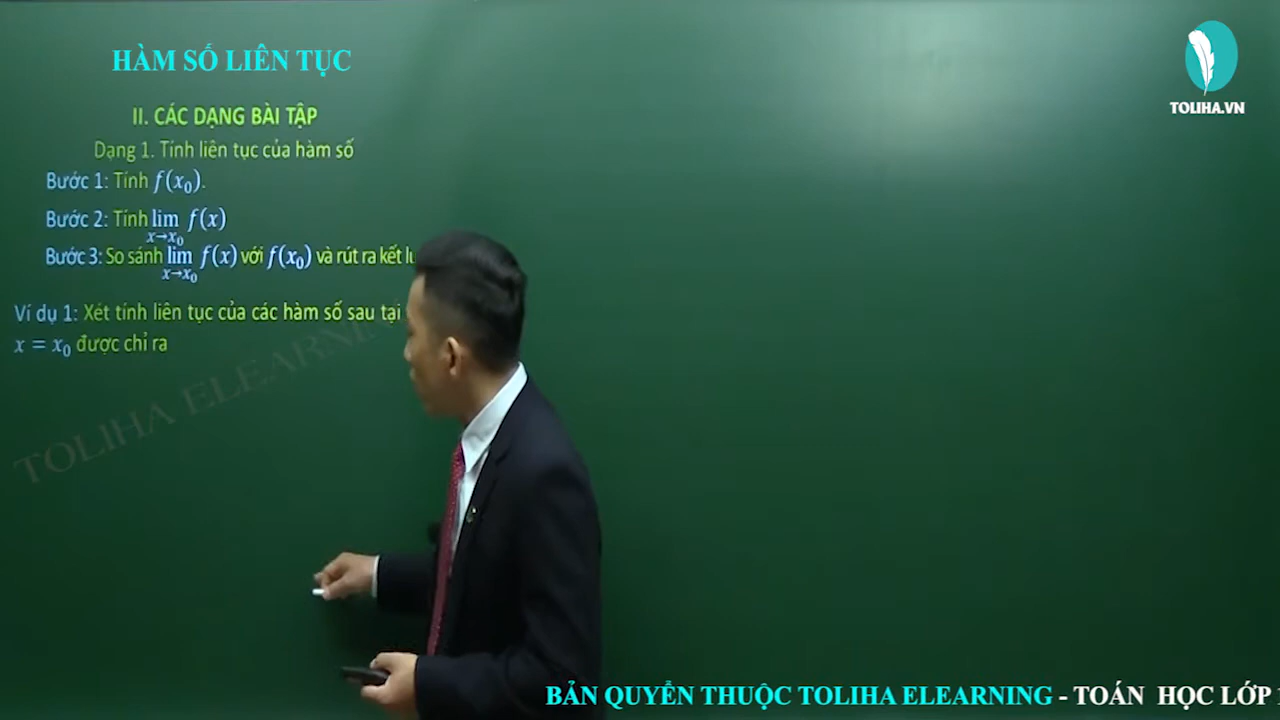 HÀM SỐ LIÊN TỤC
TOLIHA.VN
II. CÁC DẠNG BÀI TẬP
Dạng 1. Tính liên tục của hàm số
Bước 1: Tính f(x₀).
Bước 2: Tính lim f(x)
x→x₀
Bước 3: So sánh lim f(x) với f(x₀) và rút ra kết
x→x₀
Ví dụ 1: Xét tính liên tục của các hàm số sau tại
x = x₀ được chỉ ra
TOLIHA ELEARNING
BẢN QUYỀN THUỘC TOLIHA ELEARNING - TOÁN HỌC LỚP